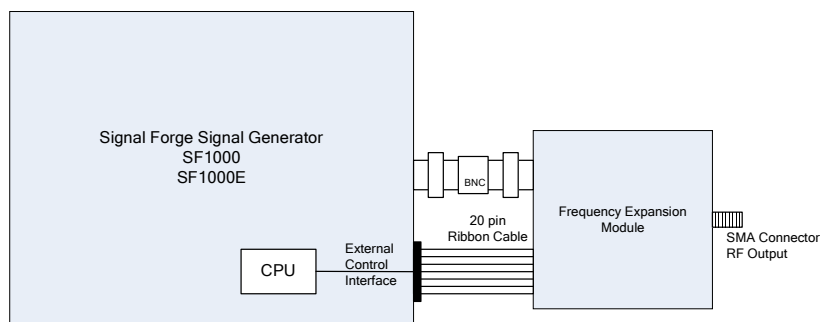 Signal Forge Signal Generator
SF1000
SF1000E
BNC
Frequency Expansion
Module
20 pin
Ribbon Cable
SMA Connector
RF Output
External
Control
Interface
CPU